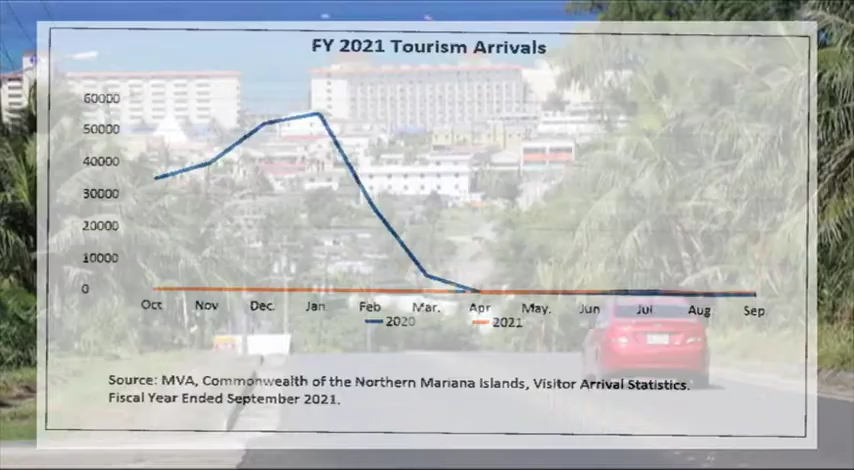 FY 2021 Tourism Arrivals
60000
50000
40000
30000
20000
10000
0
Oct Nov Dec. Jan Feb Mar. Apr May. Jun Jul Aug Sep
2020 2021
Source: MVA, Commonwealth of the Northern Mariana Islands, Visitor Arrival Statistics.
Fiscal Year Ended September 2021.